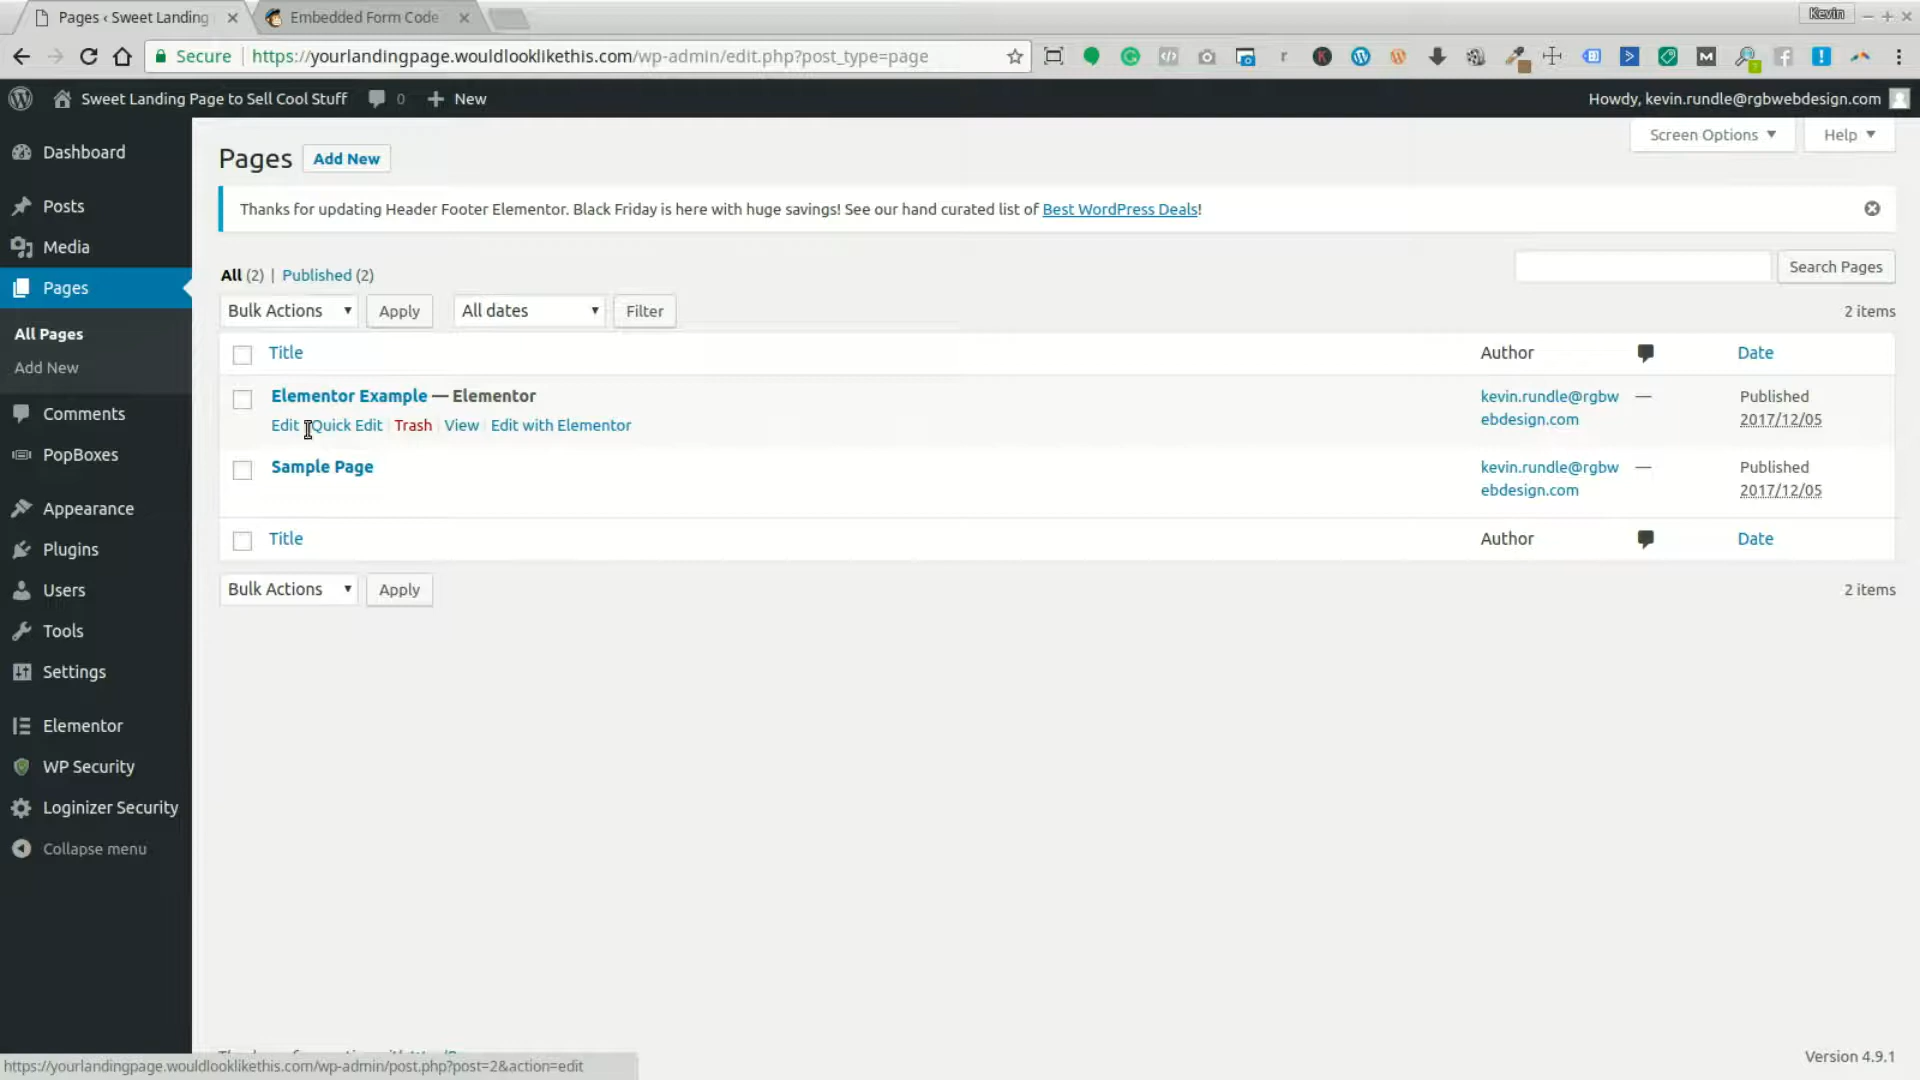 Pages ‹ Sweet Landing
Embedded Form Code
Kevin
Secure
https://yourlandingpage.wouldlooklikethis.com/wp-admin/edit.php?post_type=page
Sweet Landing Page to Sell Cool Stuff
0
New
Howdy, kevin.rundle@rgbwebdesign.com
Dashboard
Posts
Media
Pages
All Pages
Add New
Comments
PopBoxes
Appearance
Plugins
Users
Tools
Settings
Elementor
WP Security
Loginizer Security
Collapse menu
Screen Options
Help
Pages
Add New
Thanks for updating Header Footer Elementor. Black Friday is here with huge savings! See our hand curated list of Best WordPress Deals!
All (2) | Published (2)
Search Pages
Bulk Actions
Apply
All dates
Filter
2 items
Title
Author
Date
Elementor Example — Elementor
Edit
Quick Edit
Trash
View
Edit with Elementor
kevin.rundle@rgbw
ebdesign.com
—
Published
2017/12/05
Sample Page
kevin.rundle@rgbw
ebdesign.com
—
Published
2017/12/05
Title
Author
Date
Bulk Actions
Apply
2 items
https://yourlandingpage.wouldlooklikethis.com/wp-admin/post.php?post=2&action=edit
Version 4.9.1